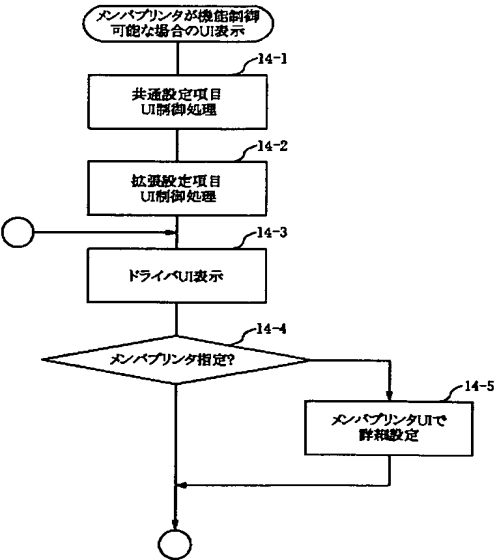 メンバプリンタが機能制御
可能な場合のUI表示
14-1
共通設定項目
UI制御処理
14-2
拡張設定項目
UI制御処理
14-3
ドライバUI表示
14-4
メンバプリンタ指定?
14-5
メンバプリンタUIで
詳細設定